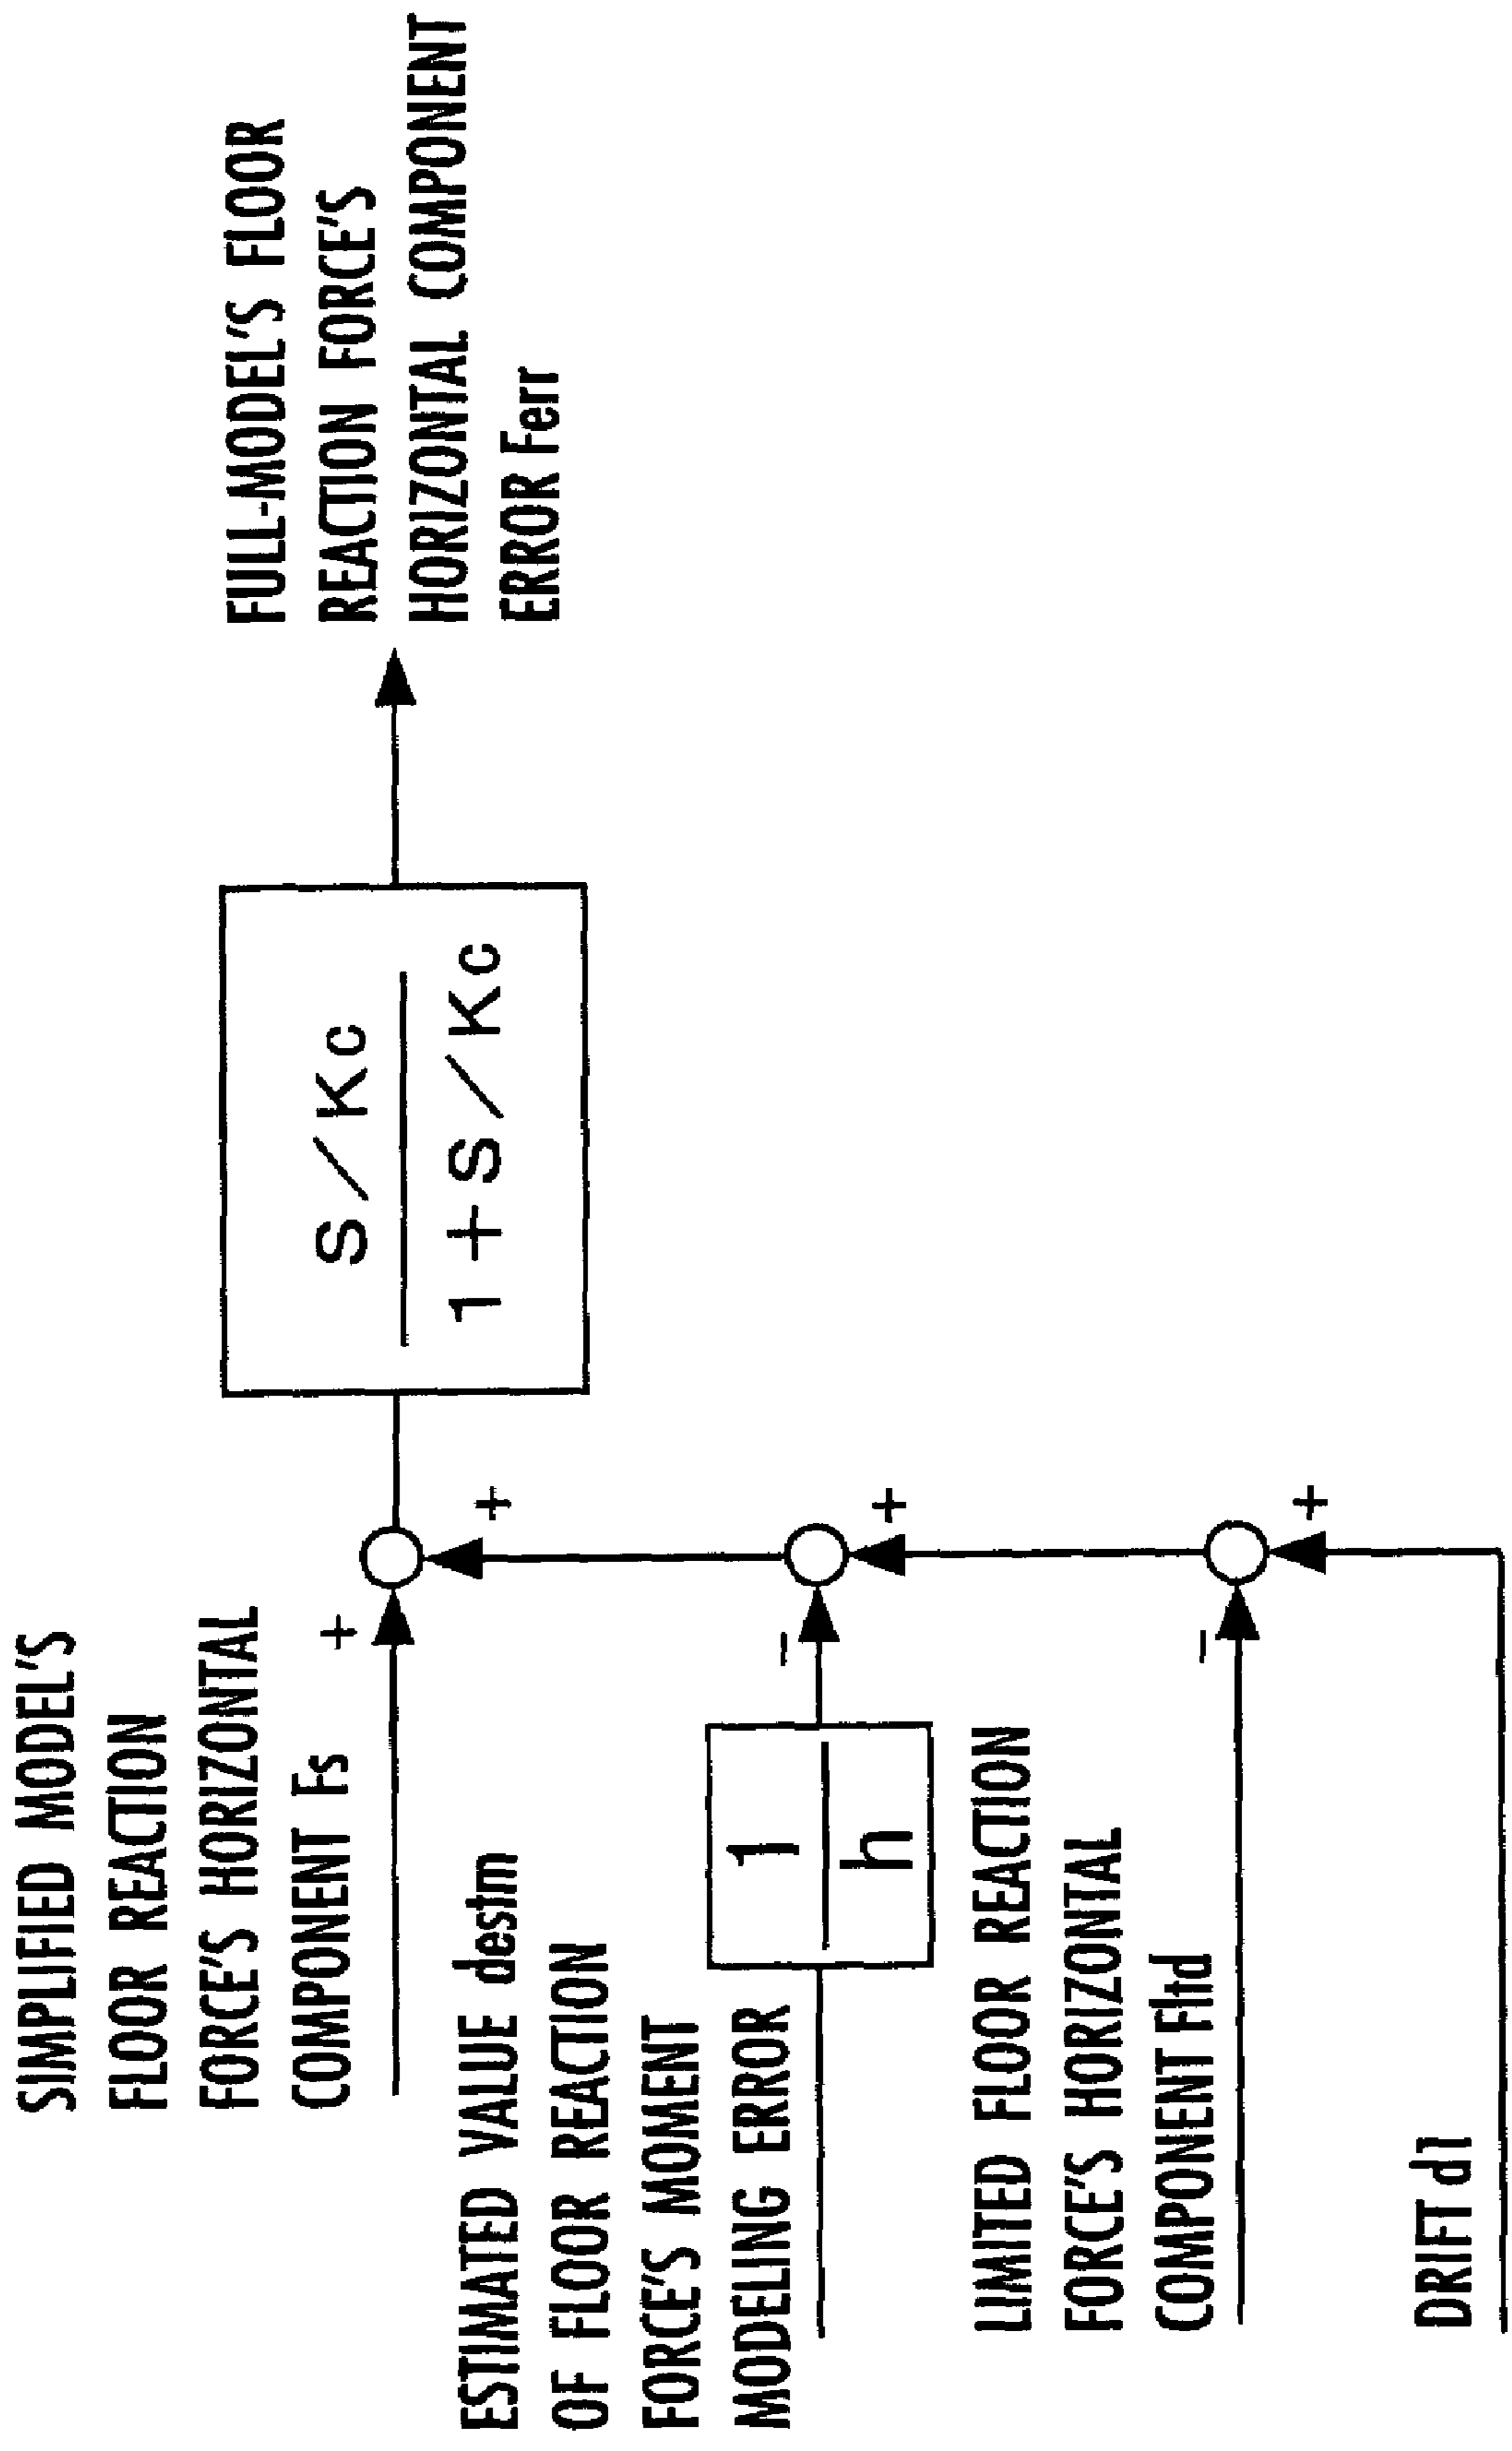 SIMPLIFIED MODEL'S
FLOOR REACTION
FORCE'S HORIZONTAL
COMPONENT Fs
+
+
S/Kc
1+S/Kc
FULL-MODEL'S FLOOR
REACTION FORCE'S
HORIZONTAL COMPONENT
ERROR Ferr
ESTIMATED VALUE destm
OF FLOOR REACTION
FORCE'S MOMENT
MODELING ERROR
1
h
-
+
LIMITED FLOOR REACTION
FORCE'S HORIZONTAL
COMPONENT Fltd
-
+
DRIFT d1